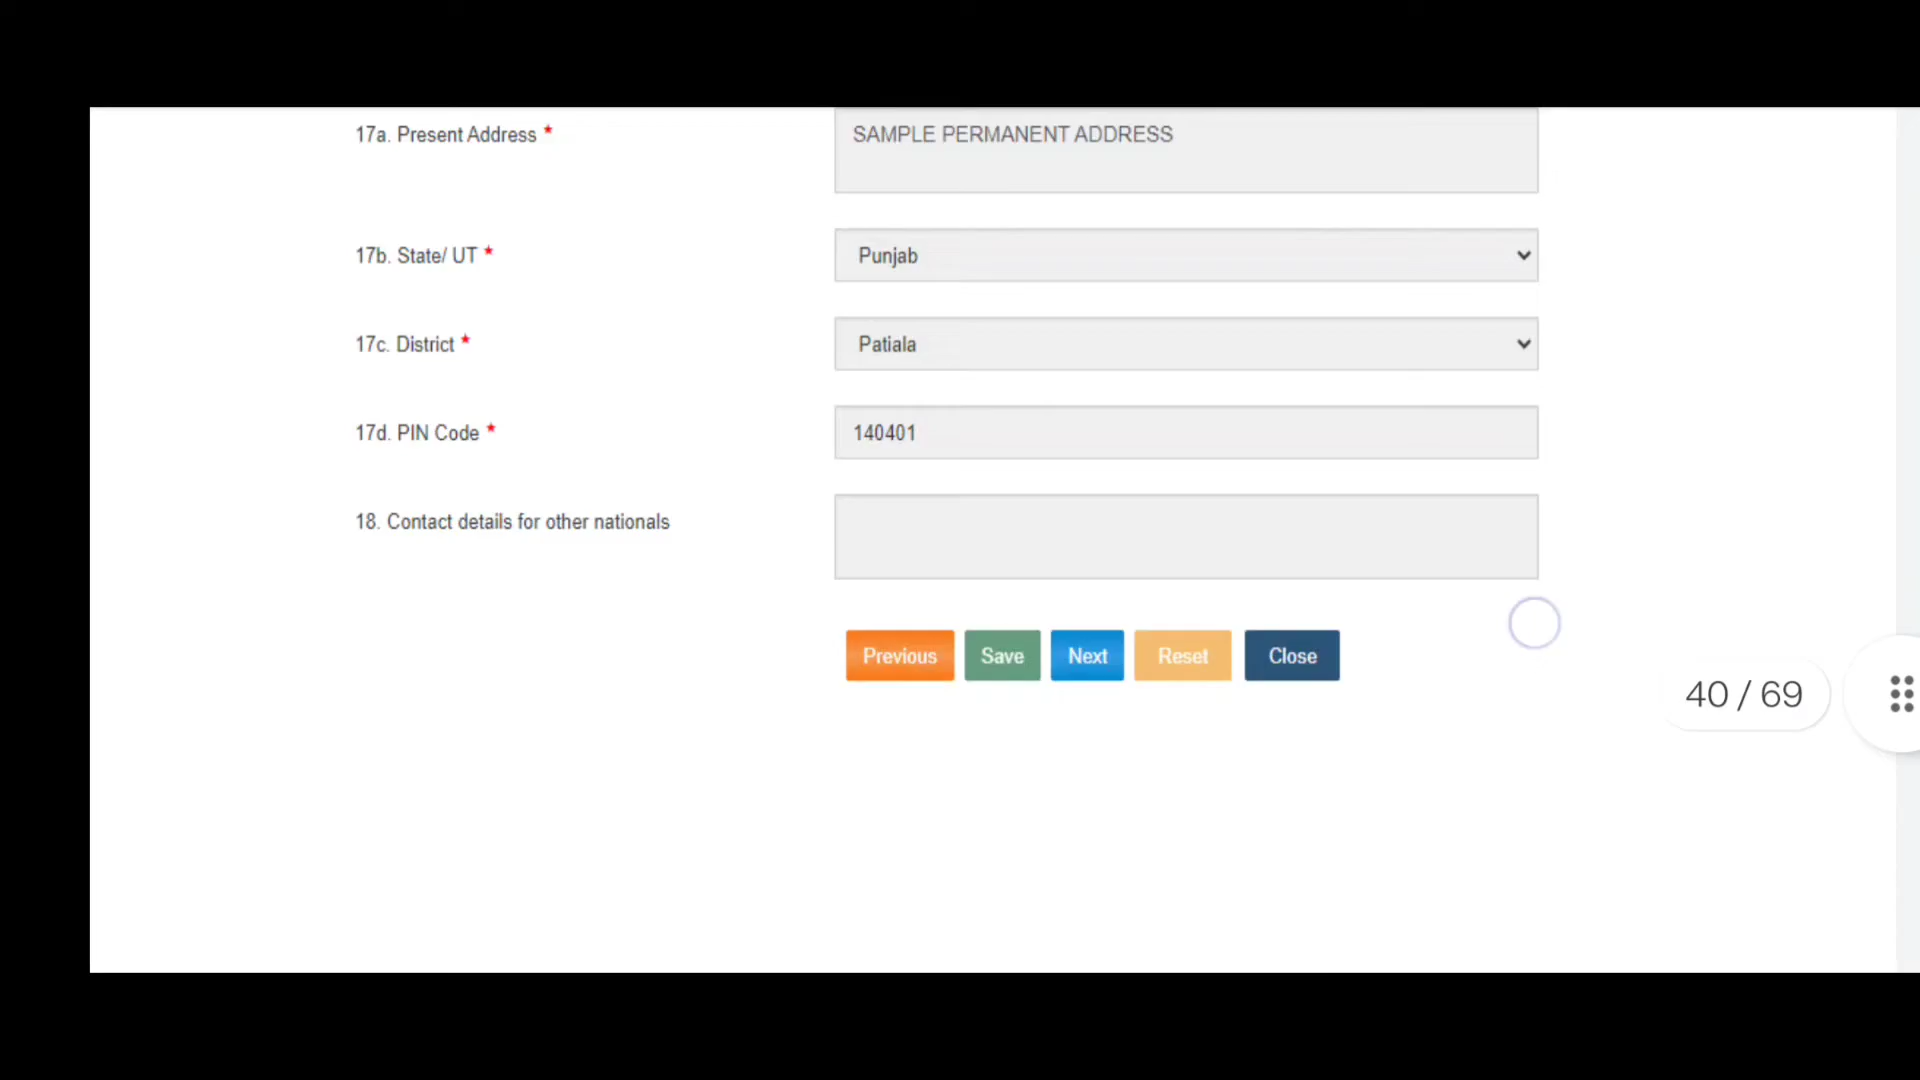 17a. Present Address *
SAMPLE PERMANENT ADDRESS
17b. State/ UT *
Punjab
17c. District *
Patiala
17d. PIN Code *
140401
18. Contact details for other nationals
Previous
Save
Next
Reset
Close
40 / 69